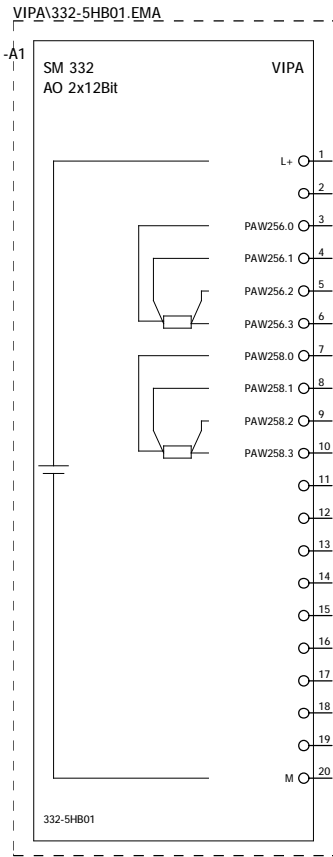 VIPA\332-5HB01.EMA
-A1
SM 332 VIPA
AO 2x12Bit
L+ 1
2
PAW256.0 3
PAW256.1 4
PAW256.2 5
PAW256.3 6
PAW258.0 7
PAW258.1 8
PAW258.2 9
PAW258.3 10
11
12
13
14
15
16
17
18
19
M 20
332-5HB01